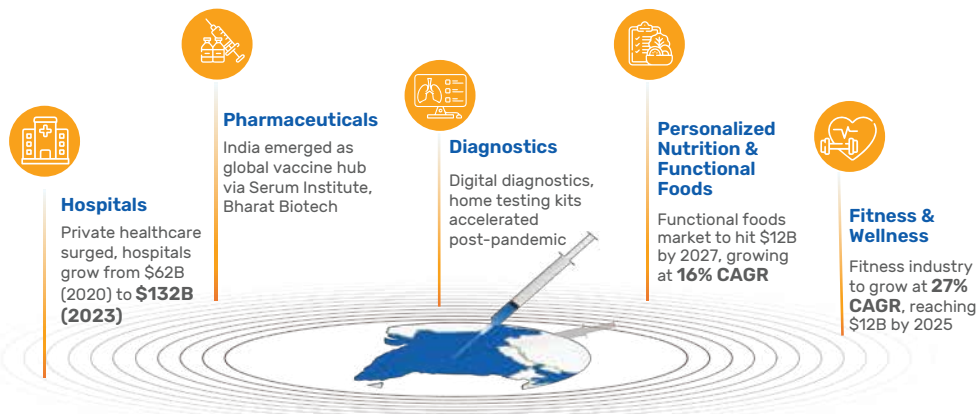 Hospitals
Private healthcare
surged, hospitals
grow from $62B
(2020) to $132B
(2023)
Pharmaceuticals
India emerged as
global vaccine hub
via Serum Institute,
Bharat Biotech
Diagnostics
Digital diagnostics,
home testing kits
accelerated
post-pandemic
Personalized
Nutrition &
Functional
Foods
Functional foods
market to hit $12B
by 2027, growing
at 16% CAGR
Fitness &
Wellness
Fitness industry
to grow at 27%
CAGR, reaching
$12B by 2025